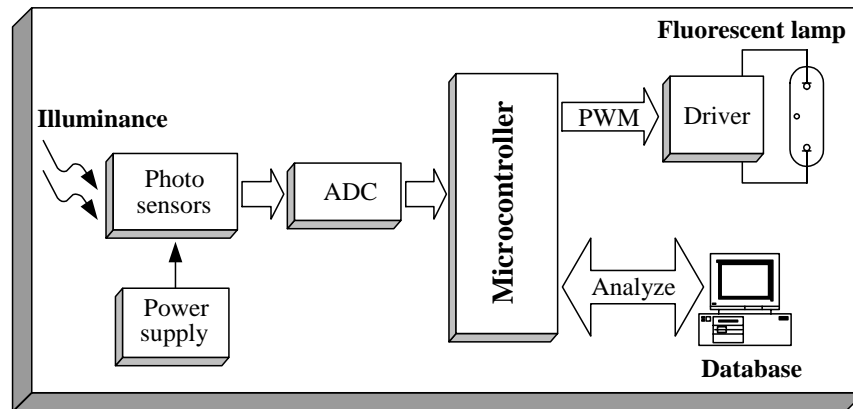 Fluorescent lamp
Illuminance
Photo
sensors
ADC
Microcontroller
PWM
Driver
Power
supply
Analyze
Database